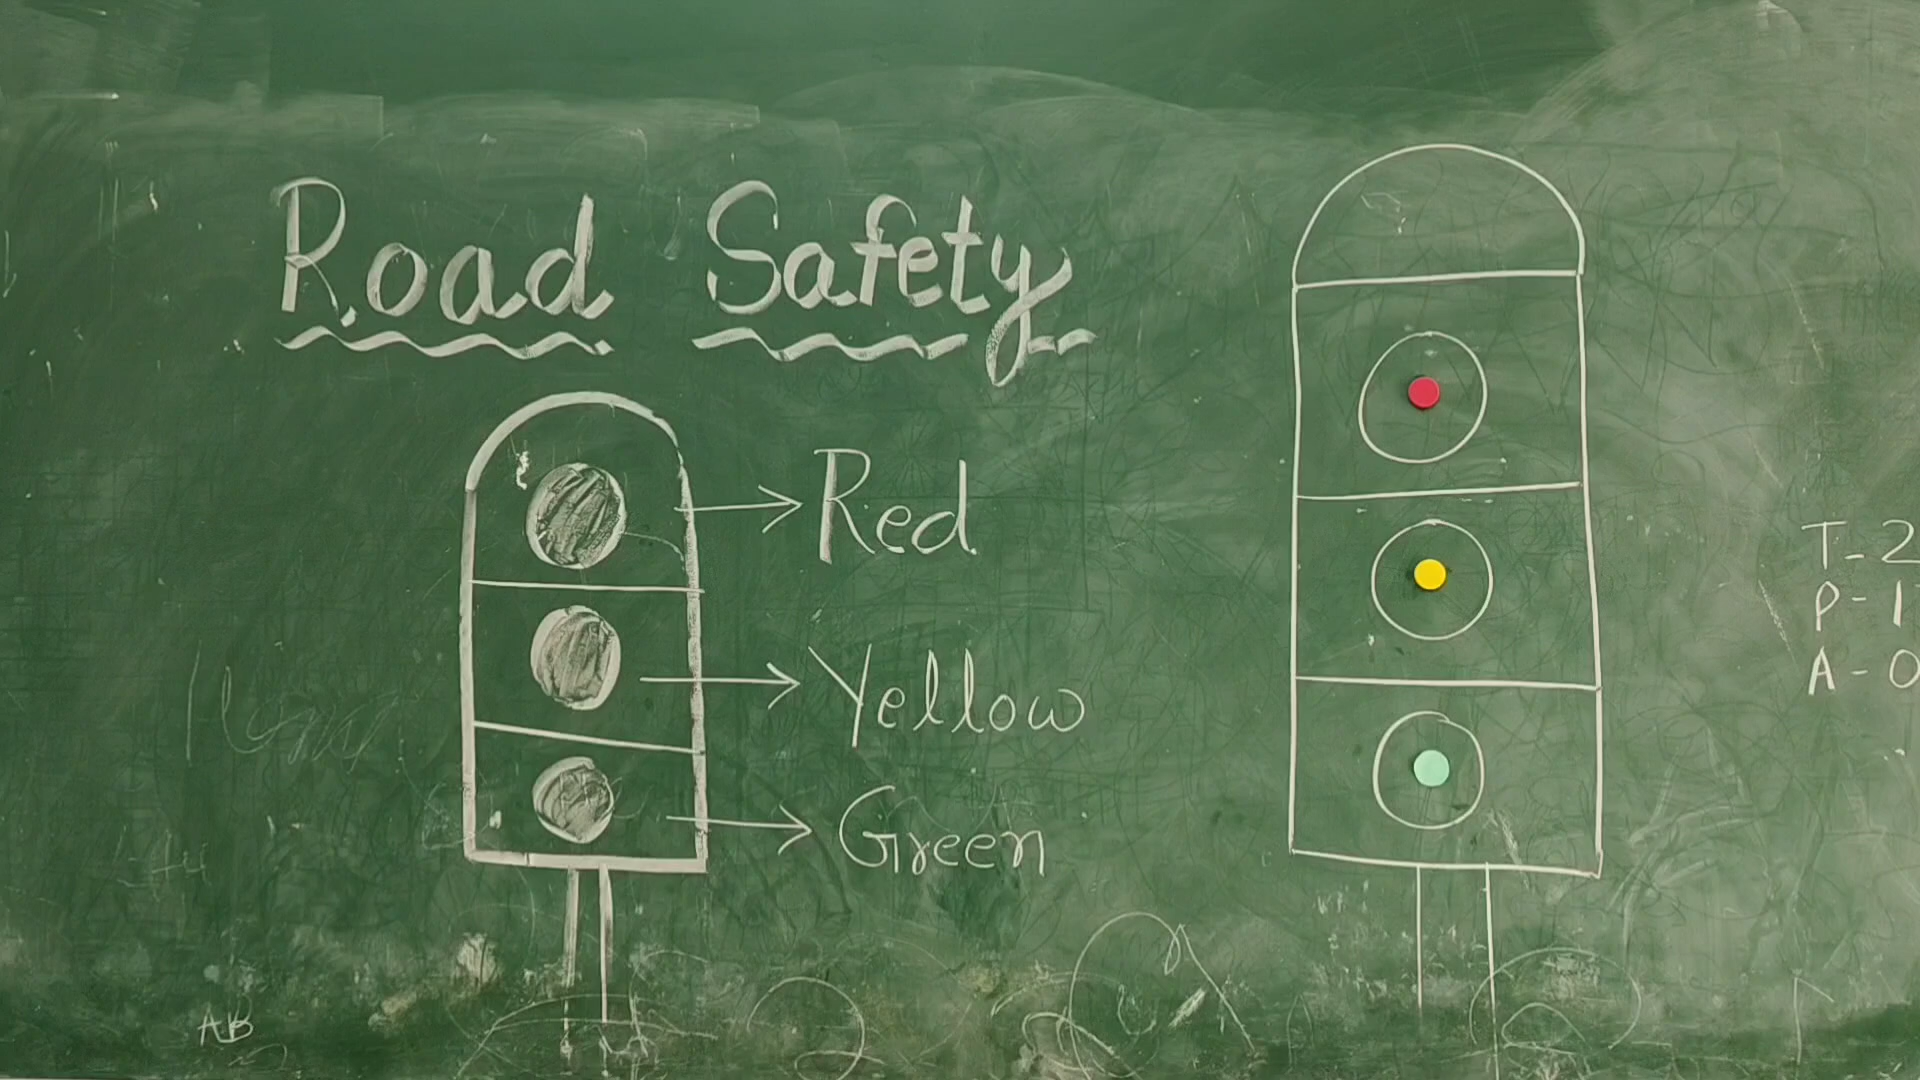 Road Safety
Red
Yellow
Green
T-2
P-1
A-0
AB